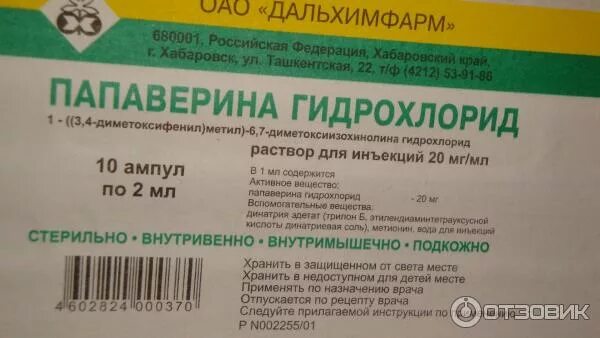 ОАО «ДАЛЬХИМФАРМ»
680001, Российская Федерация, Хабаровский край.
г. Хабаровск, ул. Ташкентская, 22, т/ф (4212) 53-91-86
ПАПАВЕРИНА ГИДРОХЛОРИД
1 - ((3,4-диметоксифенил)метил)-6,7-диметоксиизохинолина гидрохлорид
раствор для инъекций 20 мг/мл
10 ампул
по 2 мл
В 1 мл содержится
Активное вещество:
папаверина гидрохлорид - 20 мг
Вспомогательные вещества:
динатрия эдетат (трилон Б, этилендиаминтетрауксусной
кислоты динатриевая соль), метионин, вода для инъекций
СТЕРИЛЬНО • ВНУТРИВЕННО • ВНУТРИМЫШЕЧНО • ПОДКОЖНО
Хранить в защищенном от света месте
Хранить в недоступном для детей месте
Применять по назначению врача
Отпускается по рецепту врача
Следуйте прилагаемой инструкции по применению
Р N002255/01
4 602824 000370
ОТЗОВИК